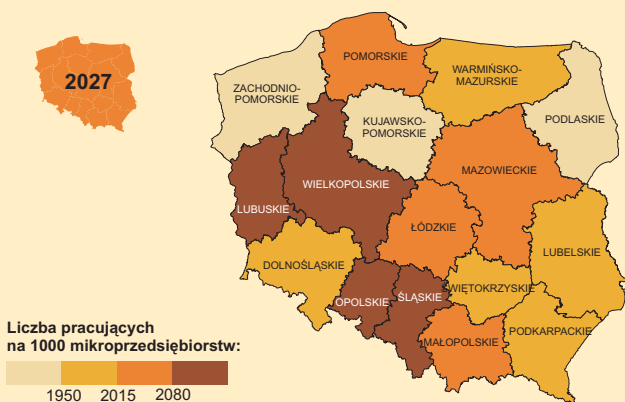 2027
POMORSKIE
WARMIŃSKO-
MAZURSKIE
ZACHODNIO-
POMORSKIE
KUJAWSKO-
POMORSKIE
PODLASKIE
MAZOWIECKIE
WIELKOPOLSKIE
LUBUSKIE
ŁÓDZKIE
LUBELSKIE
DOLNOŚLĄSKIE
OPOLSKIE
ŚLĄSKIE
WIĘTOKRZYSKIE
PODKARPACKIE
MAŁOPOLSKIE
Liczba pracujących
na 1000 mikroprzedsiębiorstw:
1950 2015 2080